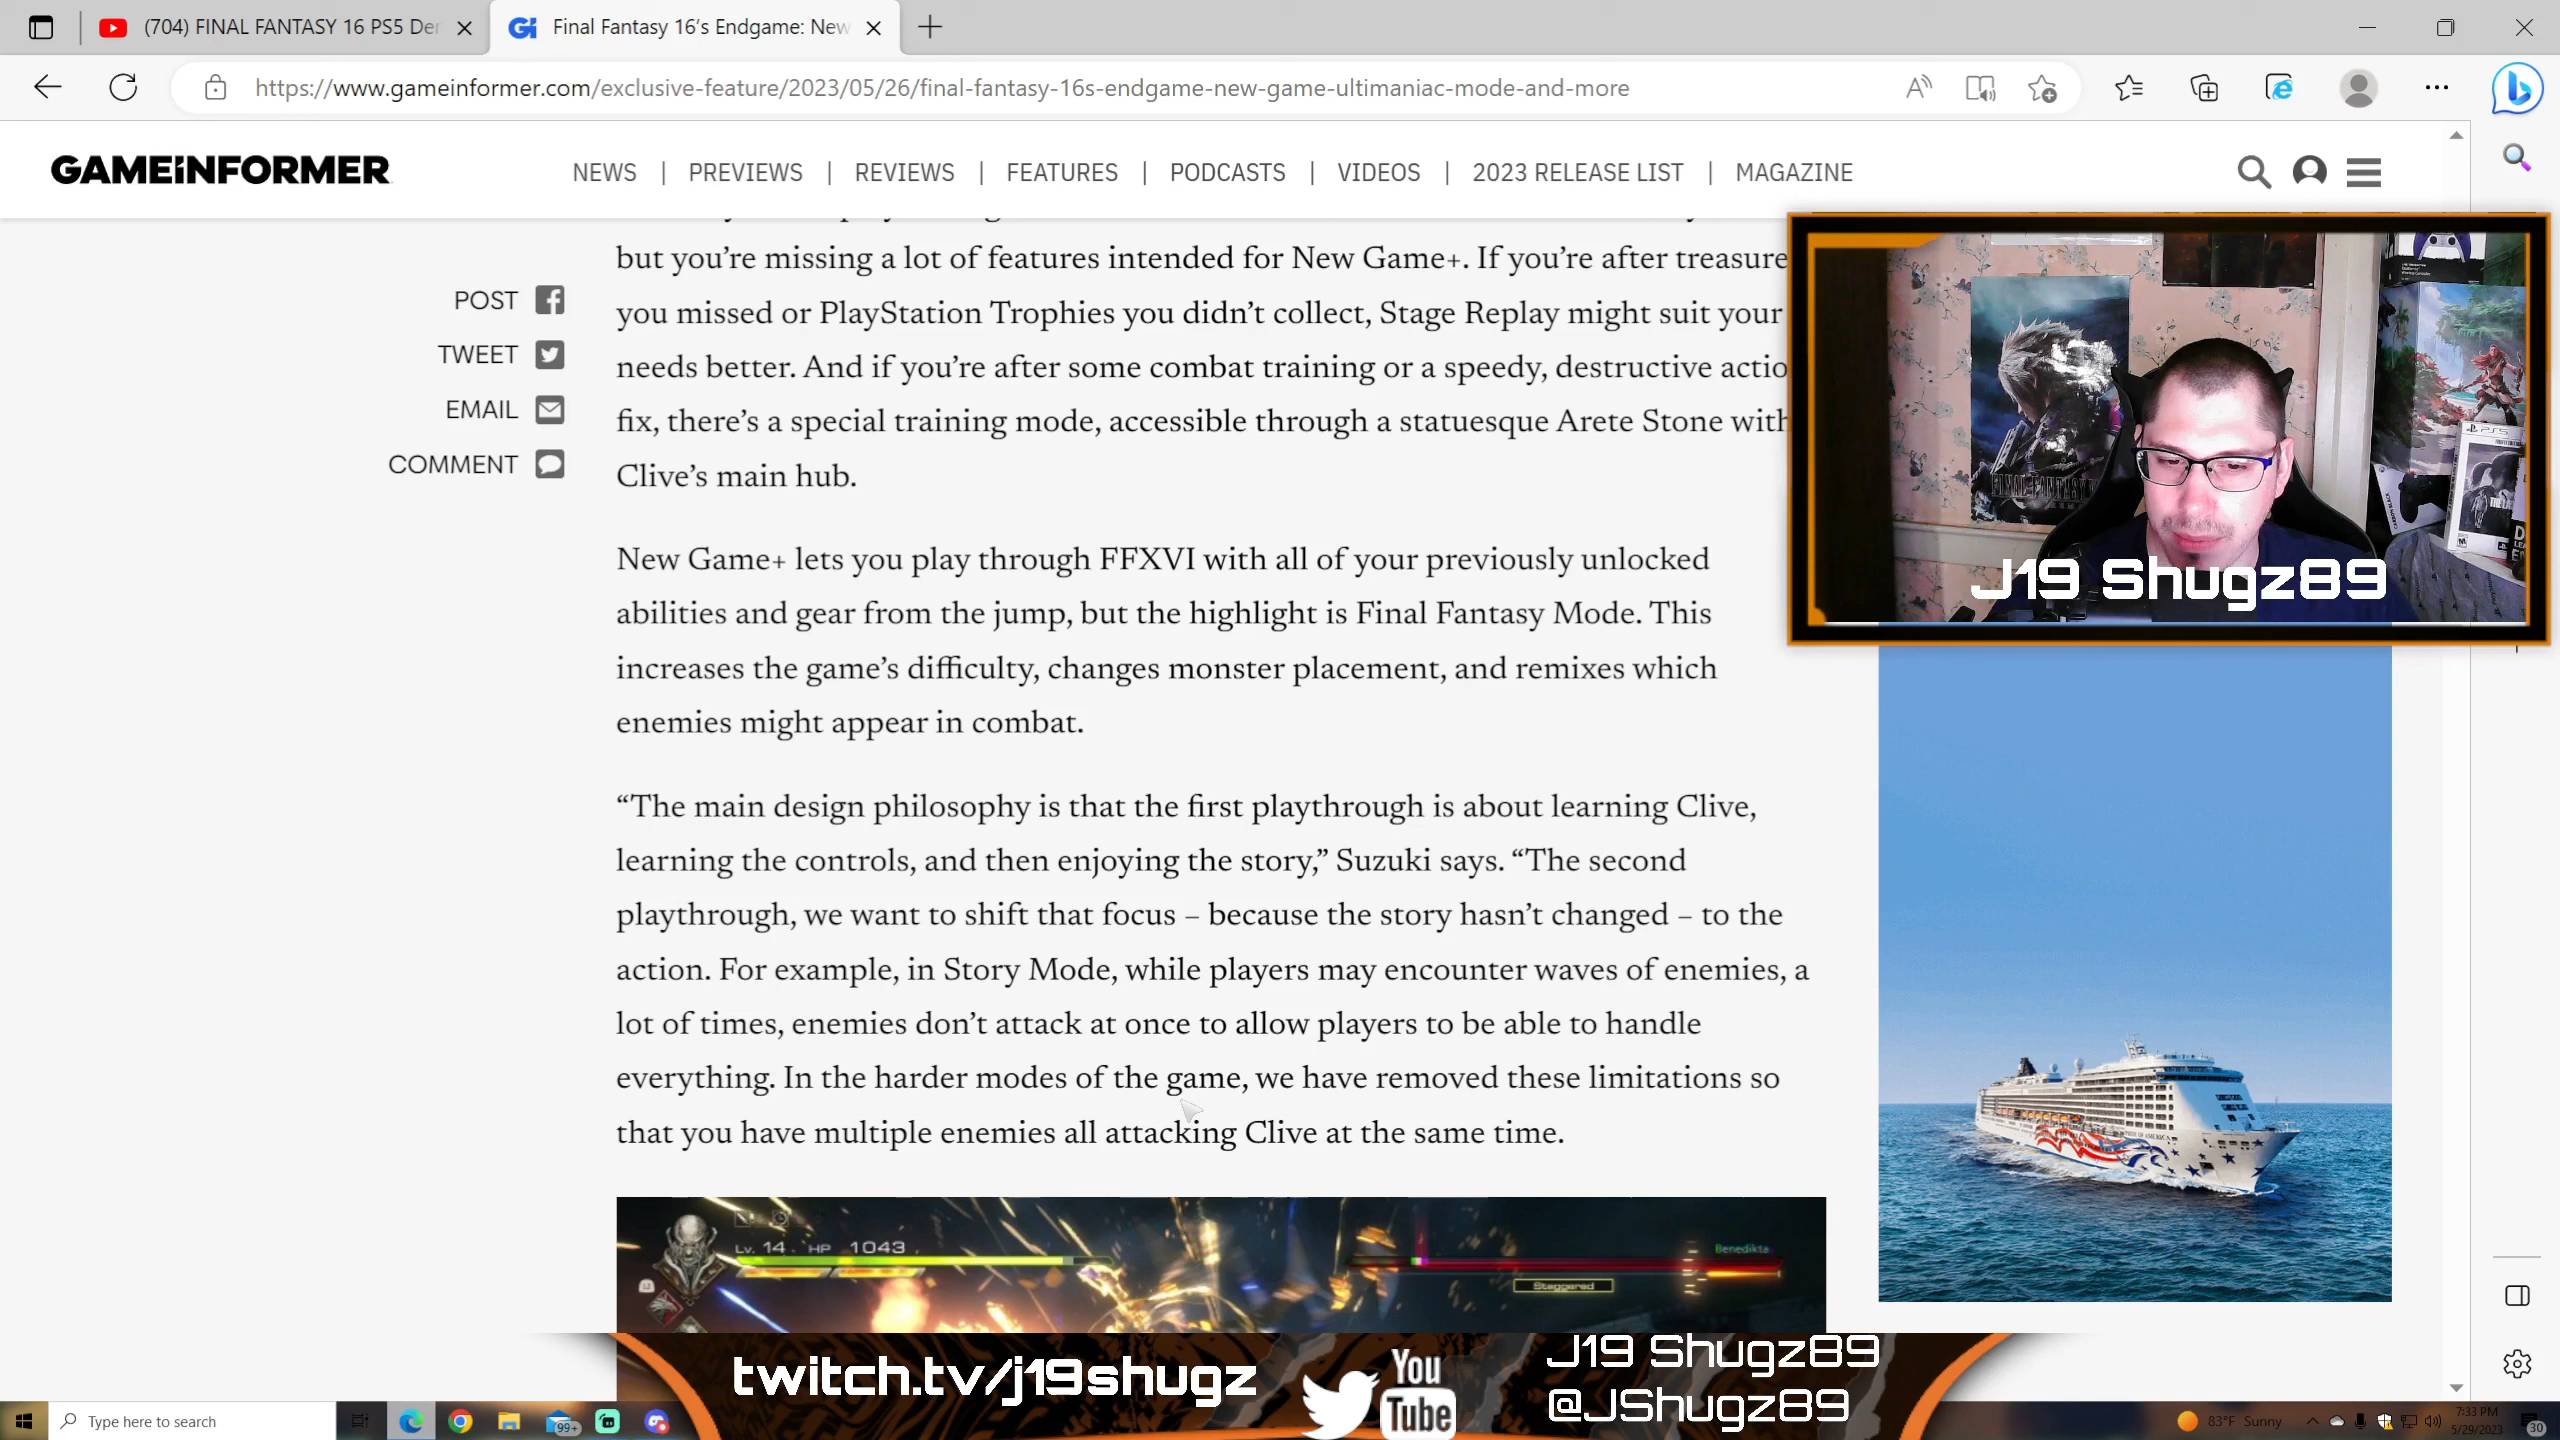 (704) FINAL FANTASY 16 PS5 Der
Final Fantasy 16's Endgame: New
https://www.gameinformer.com/exclusive-feature/2023/05/26/final-fantasy-16s-endgame-new-game-ultimaniac-mode-and-more
GAMEINFORMER
NEWS | PREVIEWS | REVIEWS | FEATURES | PODCASTS | VIDEOS | 2023 RELEASE LIST | MAGAZINE
POST
TWEET
EMAIL
COMMENT
but you're missing a lot of features intended for New Game+. If you're after treasure
you missed or PlayStation Trophies you didn't collect, Stage Replay might suit your
needs better. And if you're after some combat training or a speedy, destructive actio
fix, there's a special training mode, accessible through a statuesque Arete Stone with
Clive's main hub.
New Game+ lets you play through FFXVI with all of your previously unlocked
abilities and gear from the jump, but the highlight is Final Fantasy Mode. This
increases the game's difficulty, changes monster placement, and remixes which
enemies might appear in combat.
“The main design philosophy is that the first playthrough is about learning Clive,
learning the controls, and then enjoying the story,” Suzuki says. “The second
playthrough, we want to shift that focus – because the story hasn't changed – to the
action. For example, in Story Mode, while players may encounter waves of enemies, a
lot of times, enemies don't attack at once to allow players to be able to handle
everything. In the harder modes of the game, we have removed these limitations so
that you have multiple enemies all attacking Clive at the same time.
J19 Shugz89
PS5
Lv. 14 HP 1043
Benedikta
Staggered
twitch.tv/j19shugz
You
Tube
J19 Shugz89
@JShugz89
Type here to search
99+
83°F Sunny
7:33 PM
5/29/2023
30